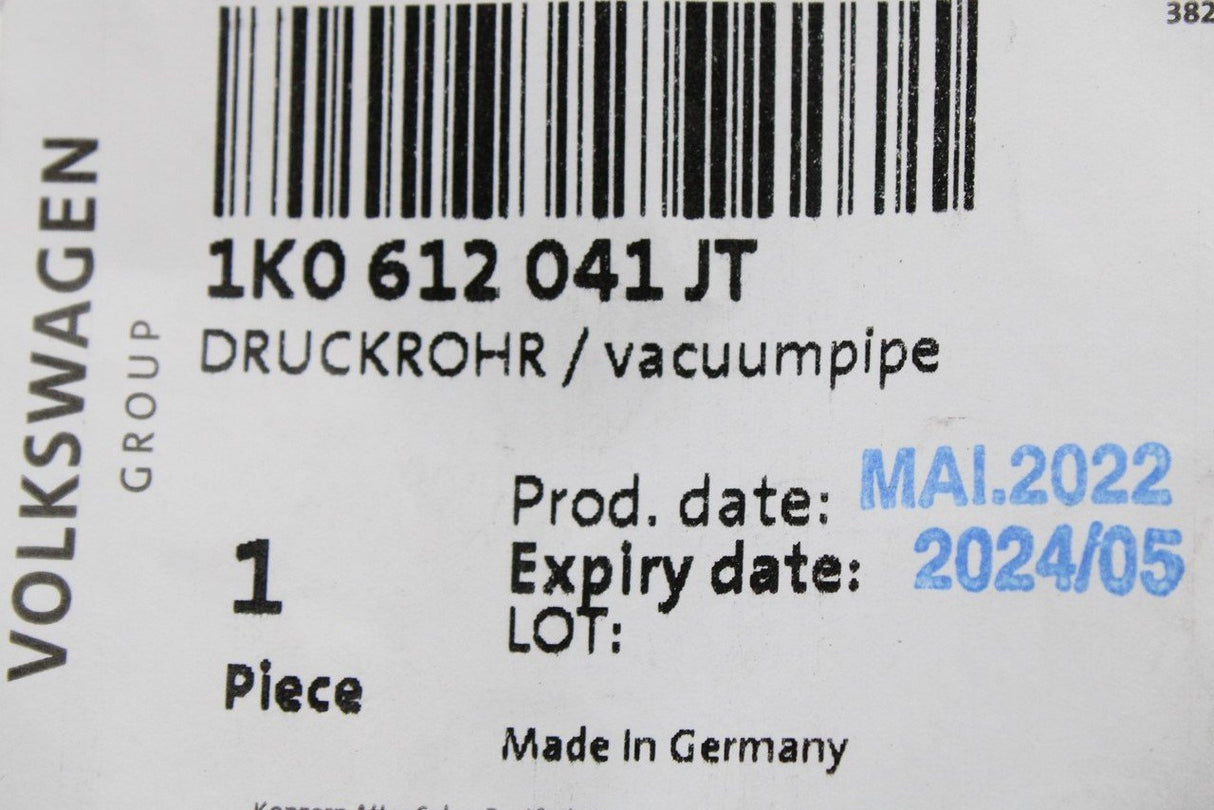 382
VOLKSWAGEN
GROUP
1K0 612 041 JT
DRUCKROHR / vacuumpipe
Prod. date: MAI.2022
Expiry date: 2024/05
LOT:
1
Piece
Made In Germany